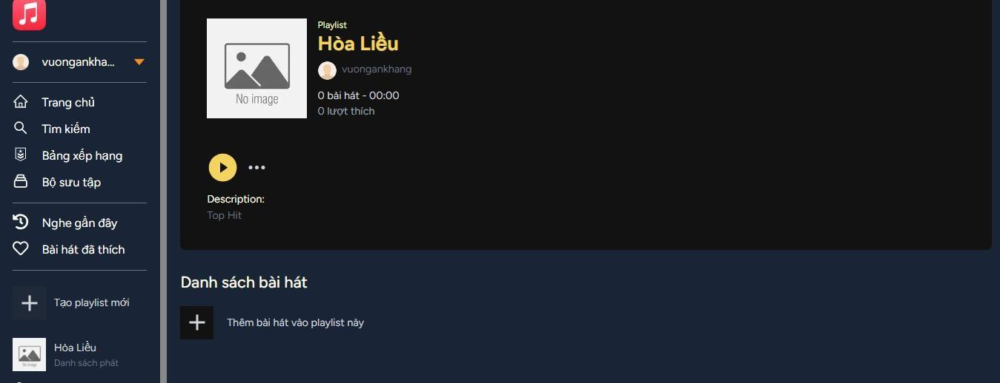 vuongankha...
Trang chủ
Tìm kiếm
Bảng xếp hạng
Bộ sưu tập
Nghe gần đây
Bài hát đã thích
Tạo playlist mới
No image
Hòa Liều
Danh sách phát
No image
Playlist
Hòa Liều
vuongankhang
0 bài hát - 00:00
0 lượt thích
Description:
Top Hit
Danh sách bài hát
Thêm bài hát vào playlist này